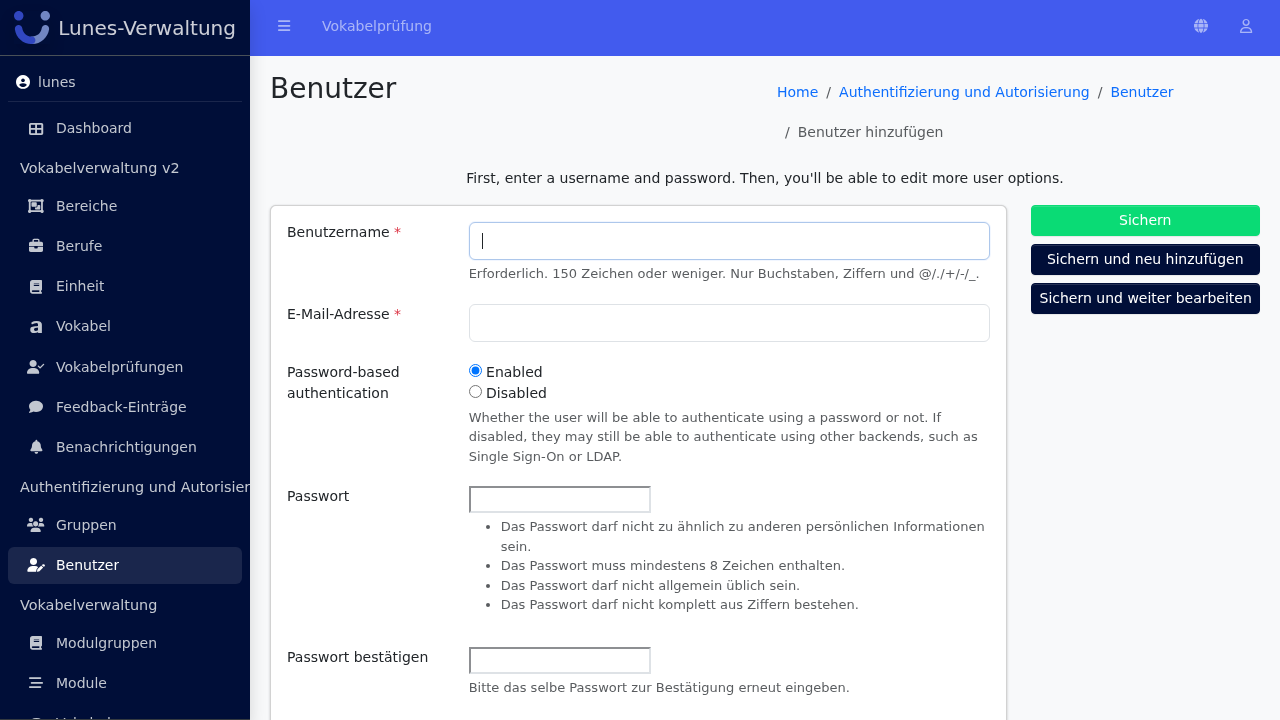 Lunes-Verwaltung
lunes
Dashboard
Vokabelverwaltung v2
Bereiche
Berufe
Einheit
Vokabel
Vokabelprüfungen
Feedback-Einträge
Benachrichtigungen
Authentifizierung und Autorisier
Gruppen
Benutzer
Vokabelverwaltung
Modulgruppen
Module
Vokabelprüfung
Benutzer
Home / Authentifizierung und Autorisierung / Benutzer
/ Benutzer hinzufügen
First, enter a username and password. Then, you'll be able to edit more user options.
Benutzername *
Erforderlich. 150 Zeichen oder weniger. Nur Buchstaben, Ziffern und @/./+/-/_.
E-Mail-Adresse *
Password-based
authentication
Enabled
Disabled
Whether the user will be able to authenticate using a password or not. If
disabled, they may still be able to authenticate using other backends, such as
Single Sign-On or LDAP.
Passwort
Das Passwort darf nicht zu ähnlich zu anderen persönlichen Informationen
sein.
Das Passwort muss mindestens 8 Zeichen enthalten.
Das Passwort darf nicht allgemein üblich sein.
Das Passwort darf nicht komplett aus Ziffern bestehen.
Passwort bestätigen
Bitte das selbe Passwort zur Bestätigung erneut eingeben.
Sichern
Sichern und neu hinzufügen
Sichern und weiter bearbeiten